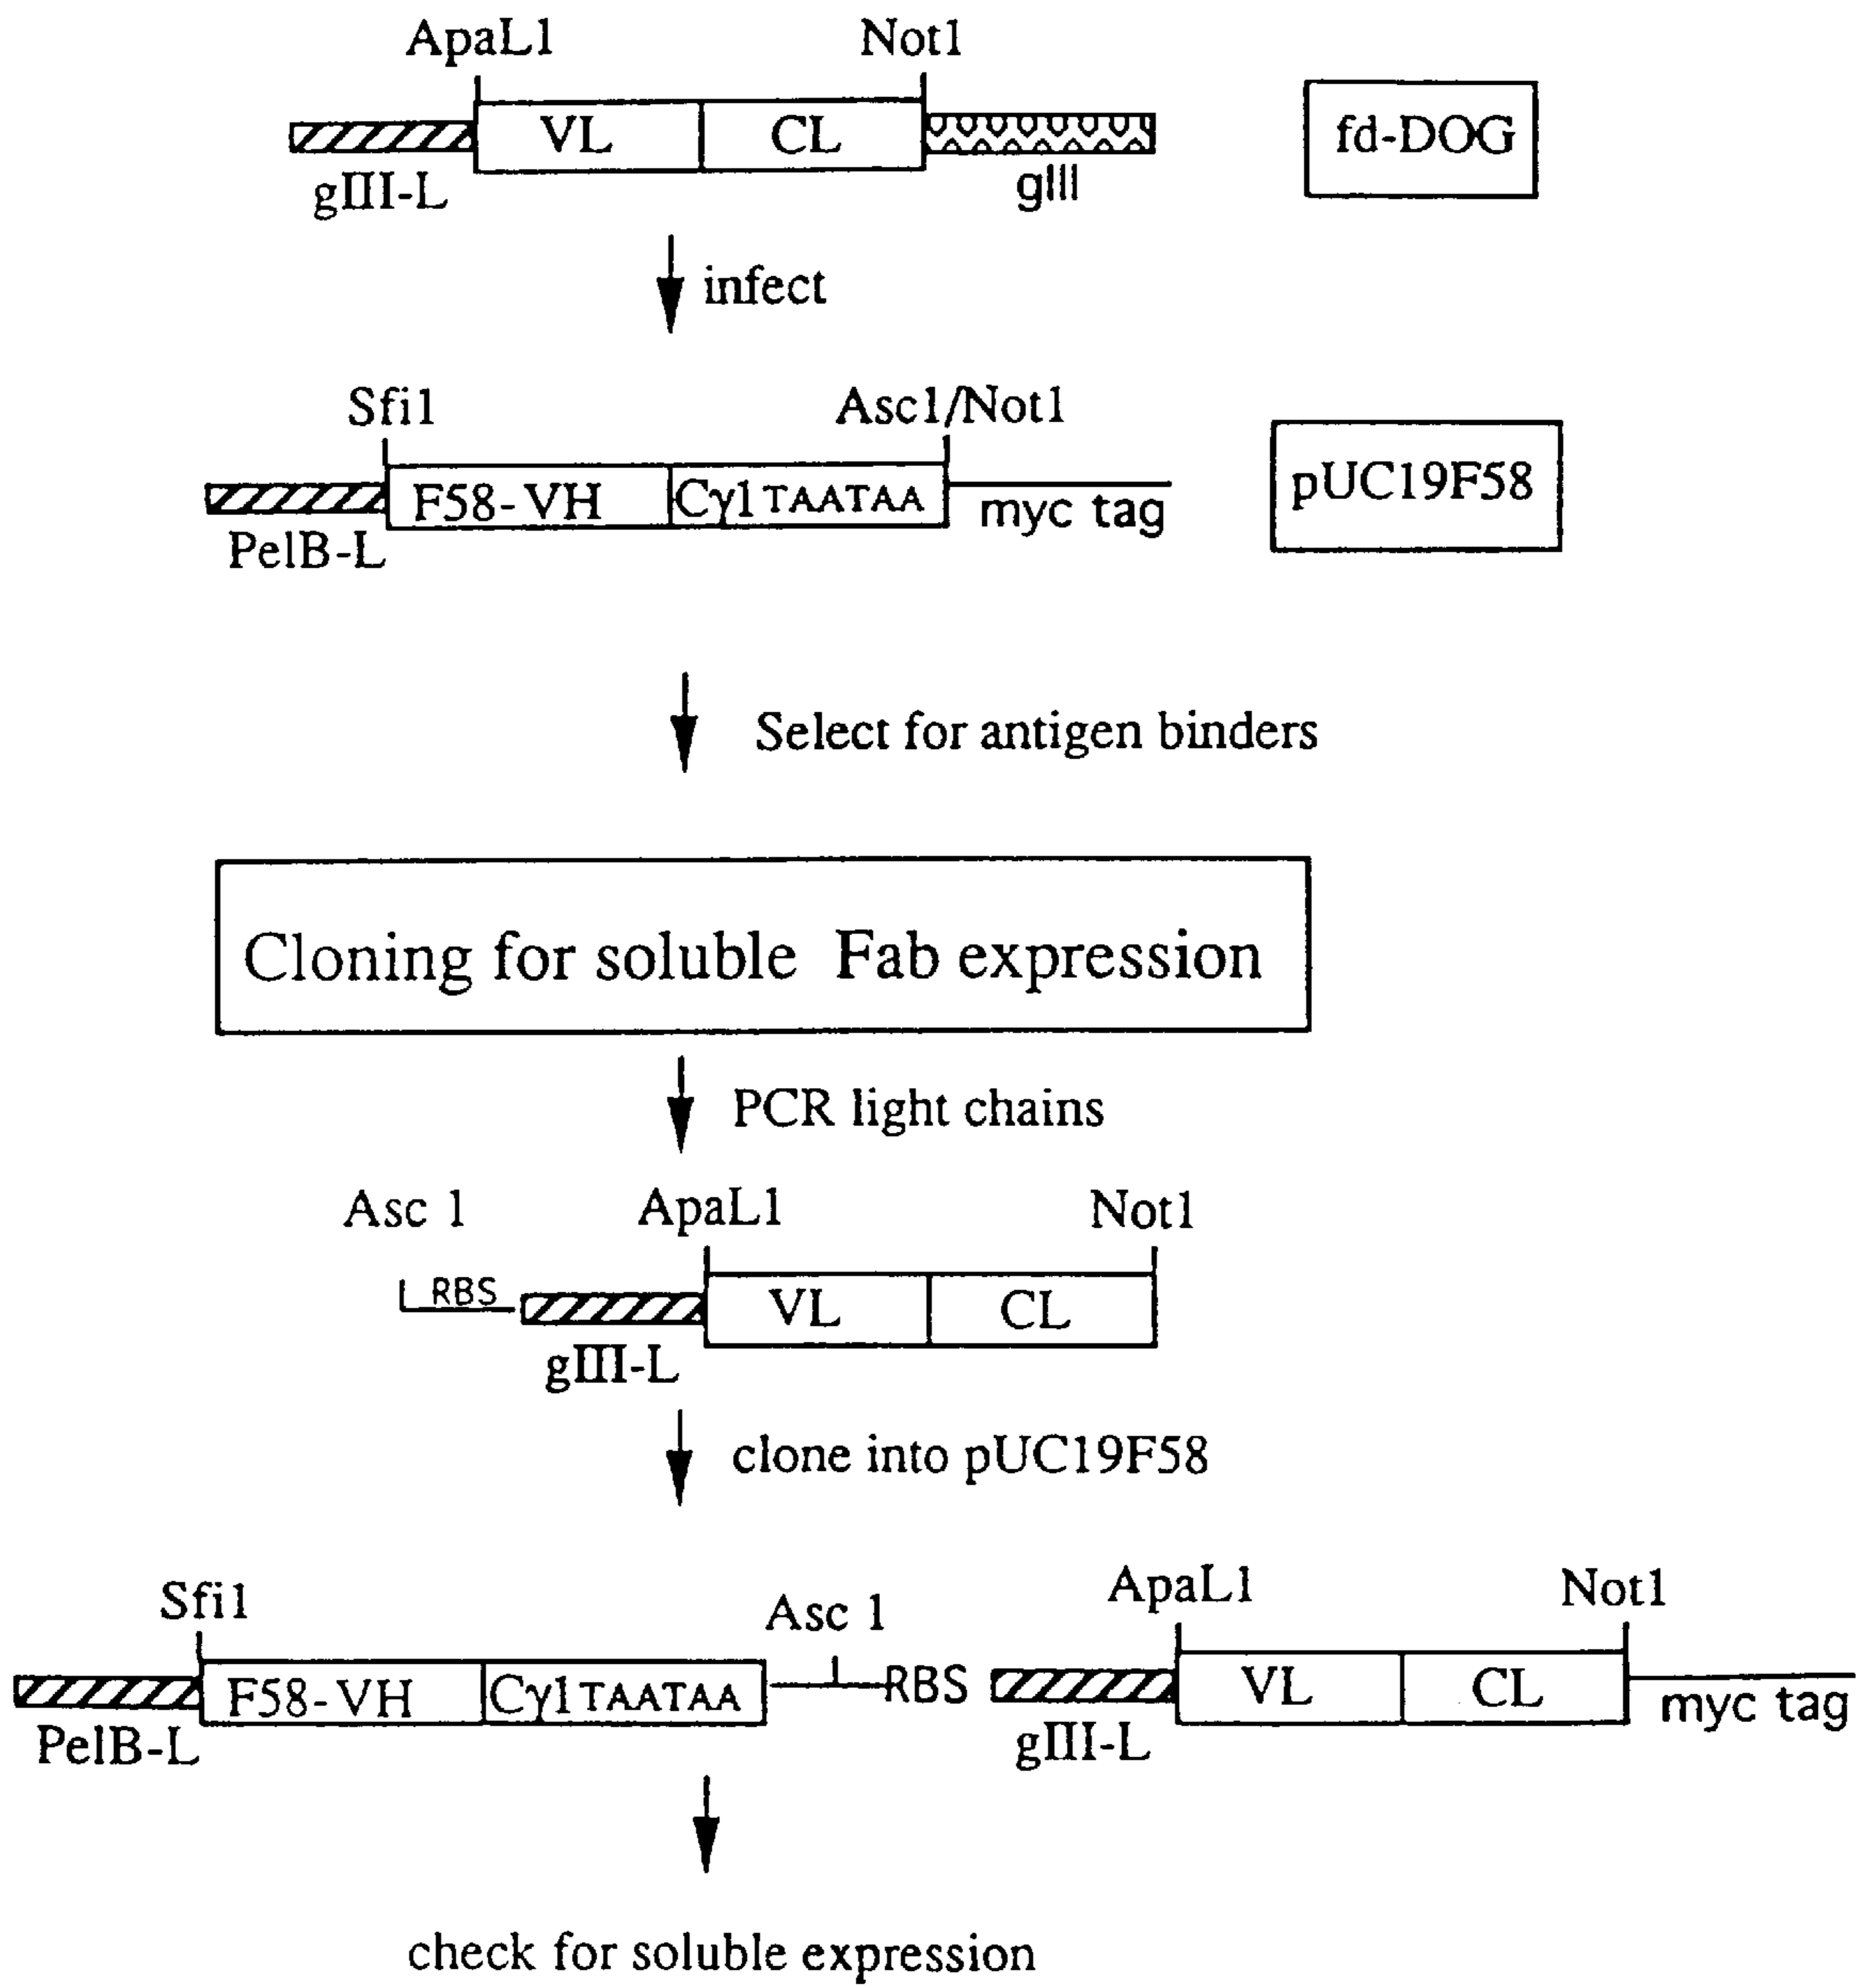 ApaL1 Not1
VL CL fd-DOG
gIII-L gIII
infect
Sfi1 Asc1/Not1
F58-VH Cγ1TAATAA pUC19F58
PelB-L myc tag
Select for antigen binders
Cloning for soluble Fab expression
PCR light chains
Asc 1 ApaL1 Not1
RBS VL CL
gIII-L
clone into pUC19F58
Sfi1 Asc 1 ApaL1 Not1
F58-VH Cγ1TAATAA RBS VL CL
PelB-L gIII-L myc tag
check for soluble expression